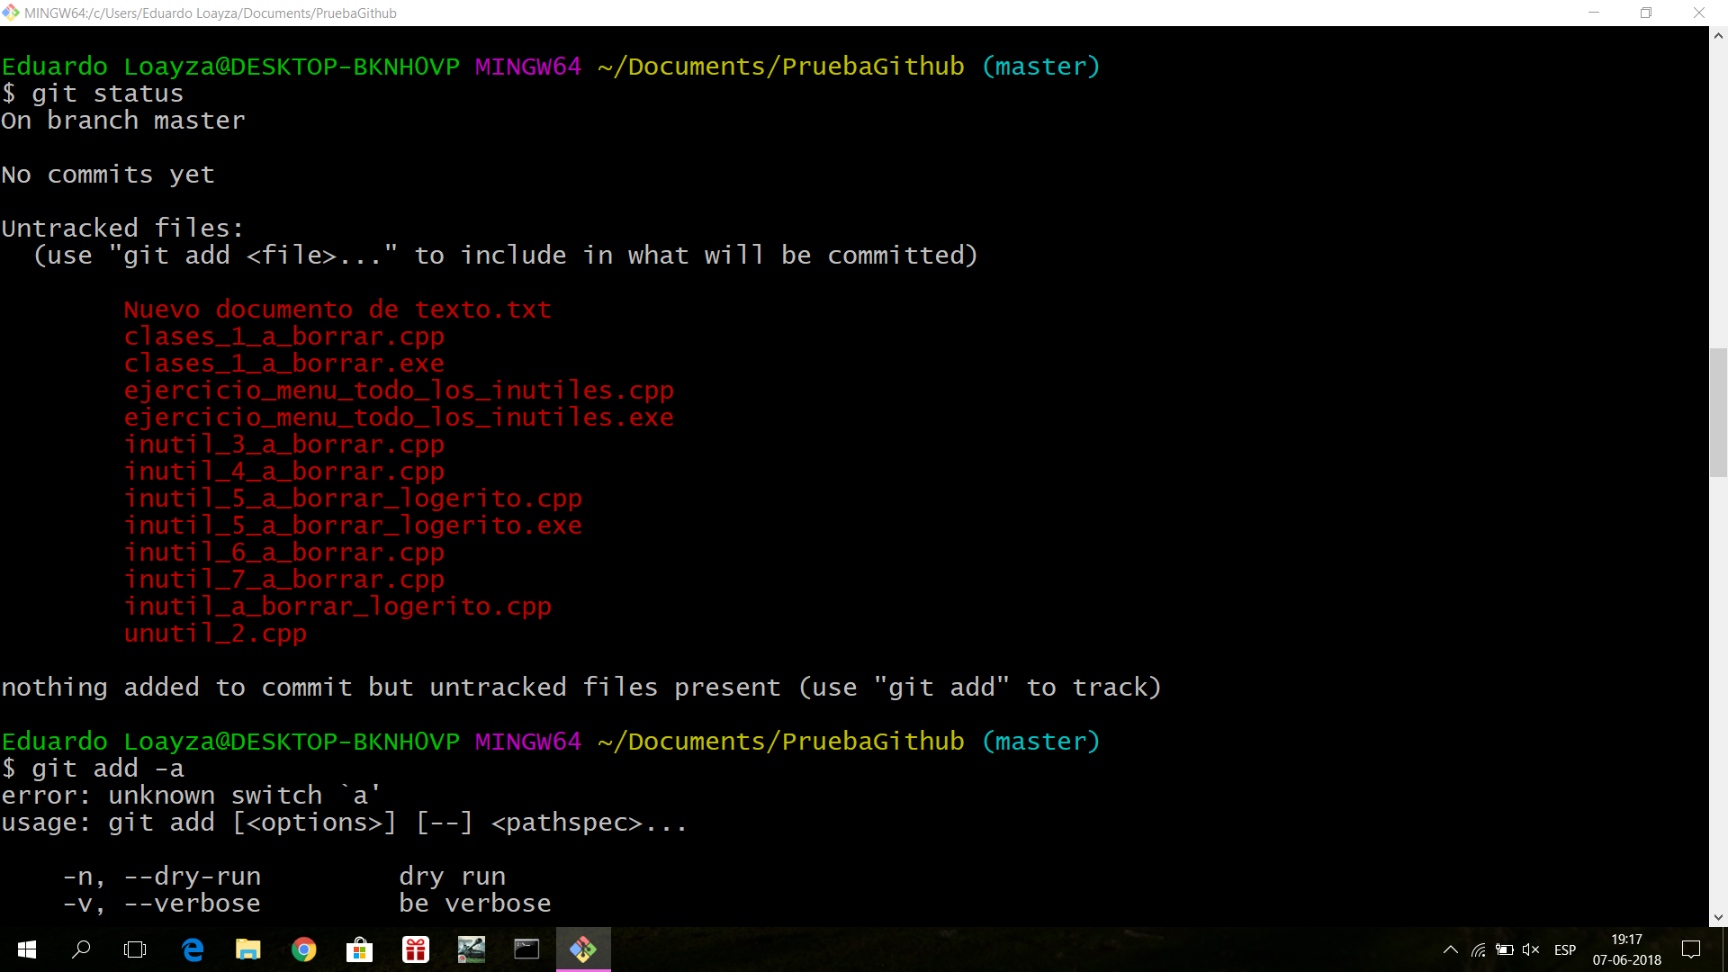 MINGW64:/c/Users/Eduardo Loayza/Documents/PruebaGithub
Eduardo Loayza@DESKTOP-BKNH0VP MINGW64 ~/Documents/PruebaGithub (master)
$ git status
On branch master
No commits yet
Untracked files:
(use "git add <file>..." to include in what will be committed)
Nuevo documento de texto.txt
clases_1_a_borrar.cpp
clases_1_a_borrar.exe
ejercicio_menu_todo_los_inutiles.cpp
ejercicio_menu_todo_los_inutiles.exe
inutil_3_a_borrar.cpp
inutil_4_a_borrar.cpp
inutil_5_a_borrar_logerito.cpp
inutil_5_a_borrar_logerito.exe
inutil_6_a_borrar.cpp
inutil_7_a_borrar.cpp
inutil_a_borrar_logerito.cpp
unutil_2.cpp
nothing added to commit but untracked files present (use "git add" to track)
Eduardo Loayza@DESKTOP-BKNH0VP MINGW64 ~/Documents/PruebaGithub (master)
$ git add -a
error: unknown switch `a'
usage: git add [<options>] [--] <pathspec>...
-n, --dry-run dry run
-v, --verbose be verbose
ESP
19:17
07-06-2018